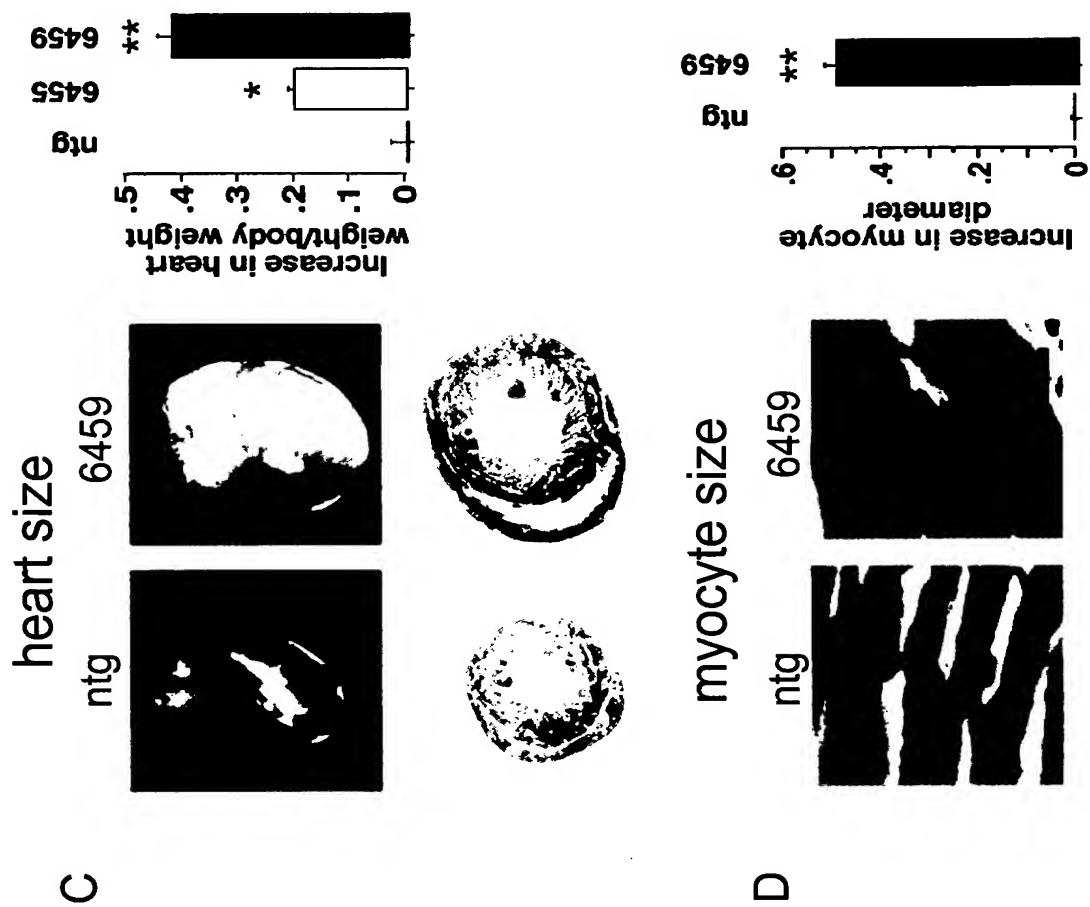 C
heart size
ntg
6459
Increase in heart
weight/body weight
.5
.4
.3
.2
.1
0
ntg
6455
6459
*
**
D
myocyte size
ntg
6459
Increase in myocyte
diameter
.6
.4
.2
0
ntg
6459
**